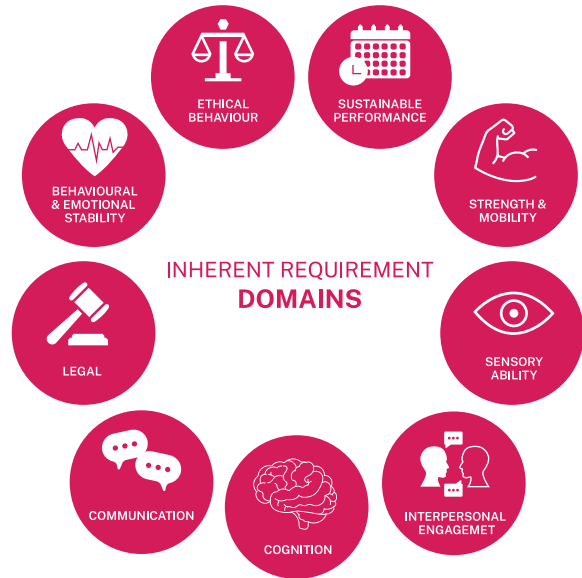 ETHICAL
BEHAVIOUR
SUSTAINABLE
PERFORMANCE
BEHAVIOURAL
& EMOTIONAL
STABILITY
STRENGTH &
MOBILITY
INHERENT REQUIREMENT
DOMAINS
LEGAL
SENSORY
ABILITY
COMMUNICATION
INTERPERSONAL
ENGAGEMET
COGNITION